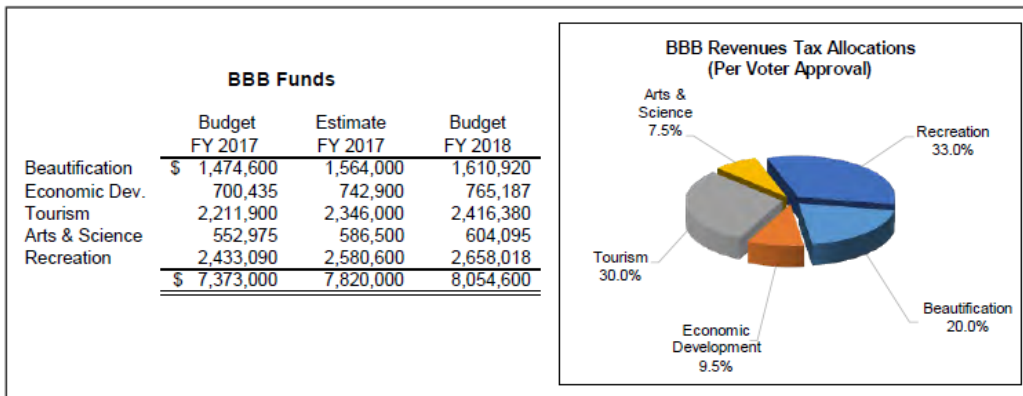 BBB Funds
Budget Estimate Budget
FY 2017 FY 2017 FY 2018
Beautification $ 1,474,600 1,564,000 1,610,920
Economic Dev. 700,435 742,900 765,187
Tourism 2,211,900 2,346,000 2,416,380
Arts & Science 552,975 586,500 604,095
Recreation 2,433,090 2,580,600 2,658,018
$ 7,373,000 7,820,000 8,054,600
BBB Revenues Tax Allocations
(Per Voter Approval)
Arts &
Science
7.5%
Recreation
33.0%
Tourism
30.0%
Beautification
20.0%
Economic
Development
9.5%